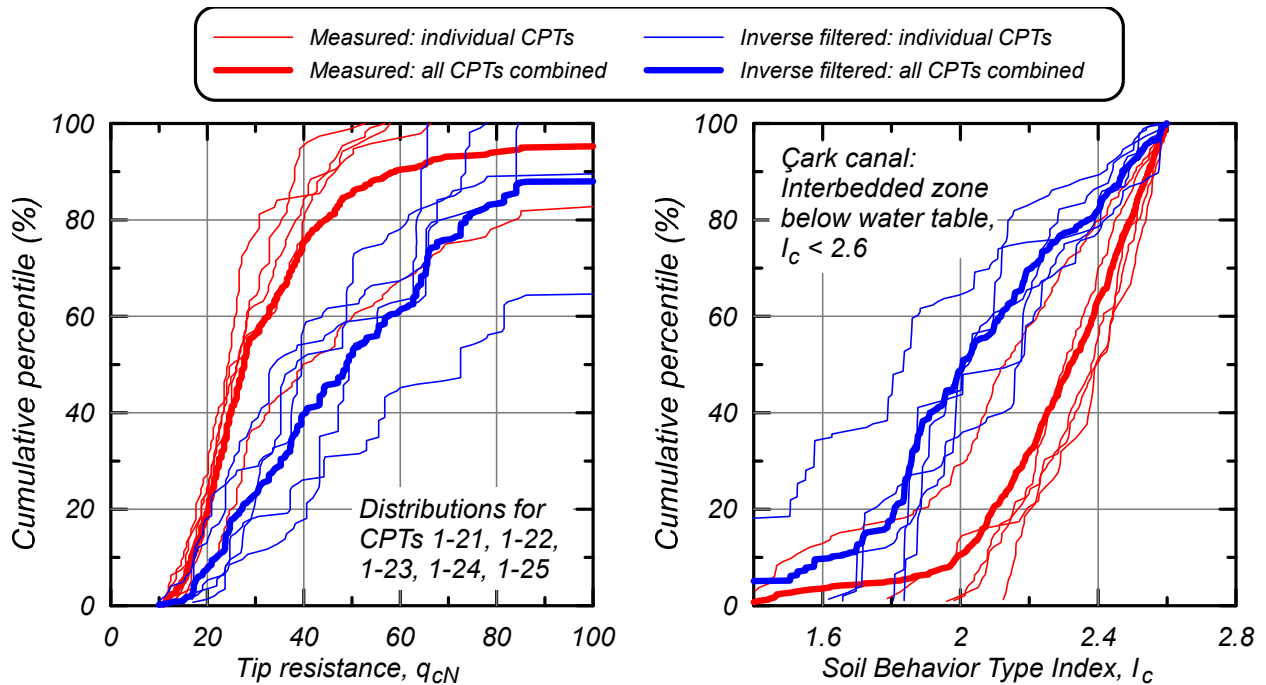 Measured: individual CPTs
Inverse filtered: individual CPTs
Measured: all CPTs combined
Inverse filtered: all CPTs combined
Cumulative percentile (%)
100
80
60
40
20
0
Distributions for
CPTs 1-21, 1-22,
1-23, 1-24, 1-25
0 20 40 60 80 100
Tip resistance, q_cN
Cumulative percentile (%)
100
80
60
40
20
0
Çark canal:
Interbedded zone
below water table,
I_c < 2.6
1.6 2 2.4 2.8
Soil Behavior Type Index, I_c